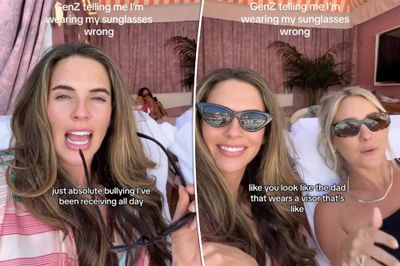 GenZ telling me I'm
wearing my sunglasses
wrong
just absolute bullying I've
been receiving all day
GenZ telling me I'm
wearing my sunglasses
wrong
like you look like the dad
that wears a visor that's
like